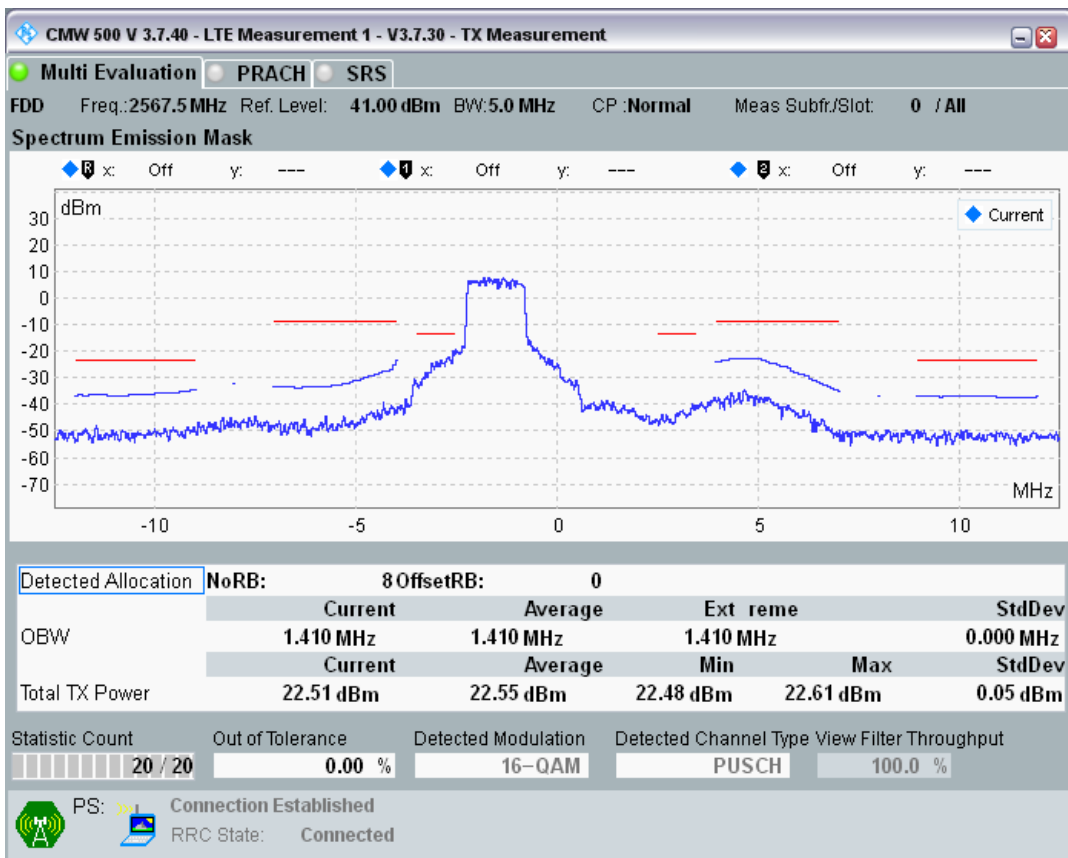 CMW 500 V 3.7.40 - LTE Measurement 1 - V3.7.30 - TX Measurement
Multi Evaluation PRACH SRS
FDD Freq.:2567.5 MHz Ref. Level: 41.00 dBm BW:5.0 MHz CP :Normal Meas Subfr./Slot: 0 / All
Spectrum Emission Mask
R x: Off y: --- 1 x: Off y: --- 2 x: Off y: ---
dBm
Current
30
20
10
0
-10
-20
-30
-40
-50
-60
-70
MHz
-10 -5 0 5 10
Detected Allocation NoRB: 8 OffsetRB: 0
Current Average Ext reme StdDev
OBW 1.410 MHz 1.410 MHz 1.410 MHz 0.000 MHz
Current Average Min Max StdDev
Total TX Power 22.51 dBm 22.55 dBm 22.48 dBm 22.61 dBm 0.05 dBm
Statistic Count Out of Tolerance Detected Modulation Detected Channel Type View Filter Throughput
20 / 20 0.00 % 16-QAM PUSCH 100.0 %
PS: Connection Established
RRC State: Connected